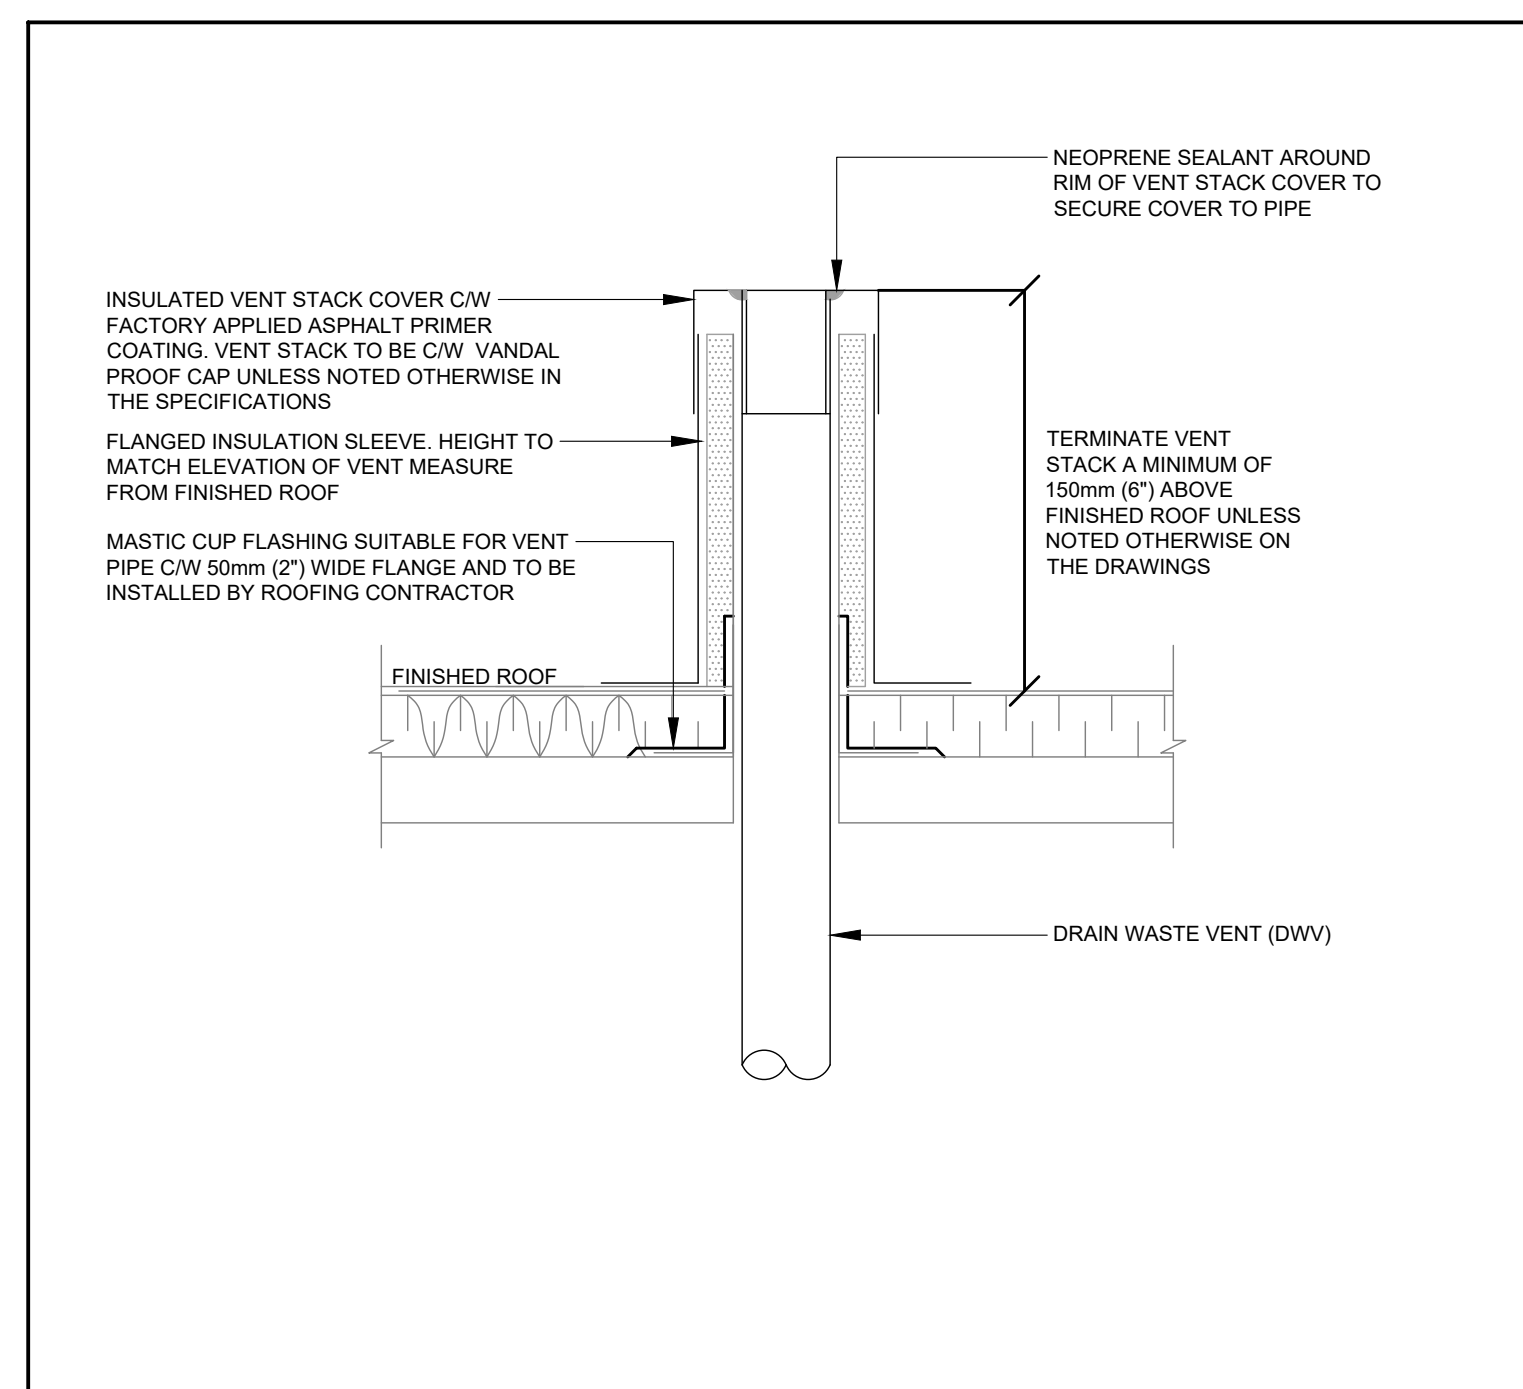 NEOPRENE SEALANT AROUND
RIM OF VENT STACK COVER TO
SECURE COVER TO PIPE
INSULATED VENT STACK COVER C/W
FACTORY APPLIED ASPHALT PRIMER
COATING. VENT STACK TO BE C/W VANDAL
PROOF CAP UNLESS NOTED OTHERWISE IN
THE SPECIFICATIONS
FLANGED INSULATION SLEEVE. HEIGHT TO
MATCH ELEVATION OF VENT MEASURE
FROM FINISHED ROOF
MASTIC CUP FLASHING SUITABLE FOR VENT
PIPE C/W 50mm (2") WIDE FLANGE AND TO BE
INSTALLED BY ROOFING CONTRACTOR
TERMINATE VENT
STACK A MINIMUM OF
150mm (6") ABOVE
FINISHED ROOF UNLESS
NOTED OTHERWISE ON
THE DRAWINGS
FINISHED ROOF
DRAIN WASTE VENT (DWV)